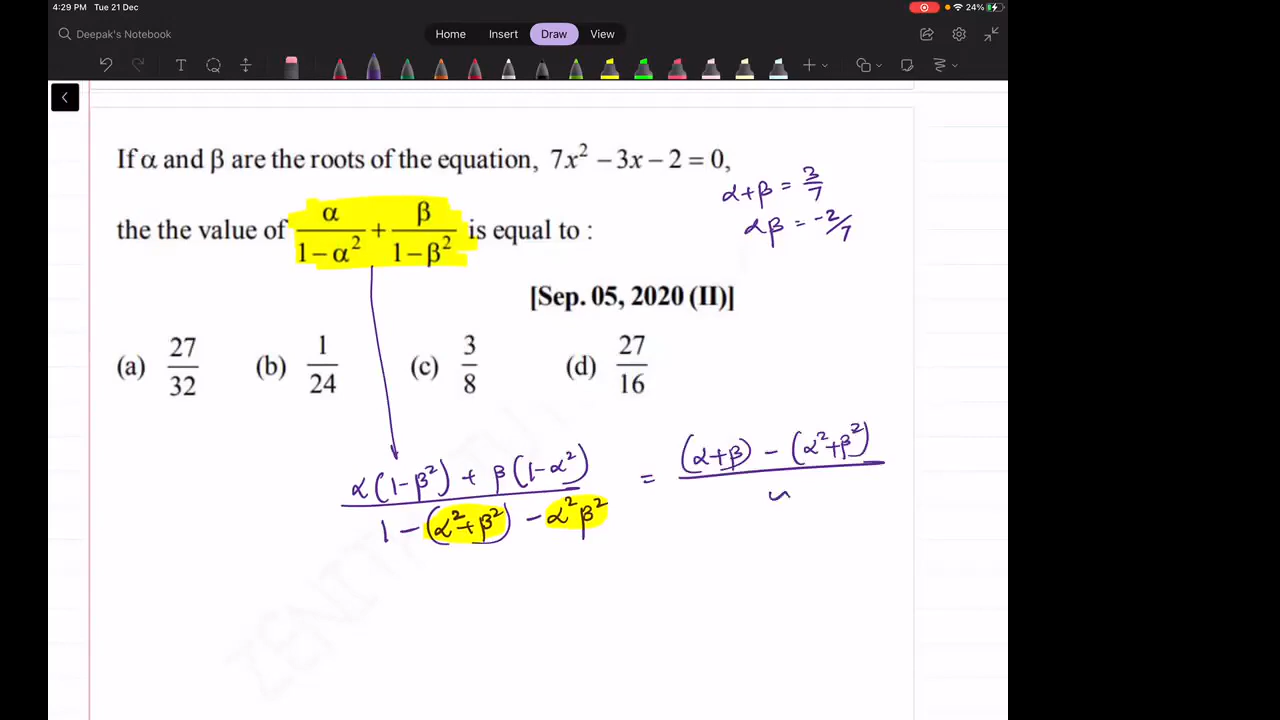 4:29 PM Tue 21 Dec
24%
Deepak's Notebook
Home Insert Draw View
If α and β are the roots of the equation, 7x² − 3x − 2 = 0,
α+β = 3/7
the the value of α/(1−α²) + β/(1−β²) is equal to :
αβ = −2/7
[Sep. 05, 2020 (II)]
(a) 27/32 (b) 1/24 (c) 3/8 (d) 27/16
(α(1−β²) + β(1−α²))/(1 − (α²+β²) − α²β²) = ((α+β) − (α²+β²))/